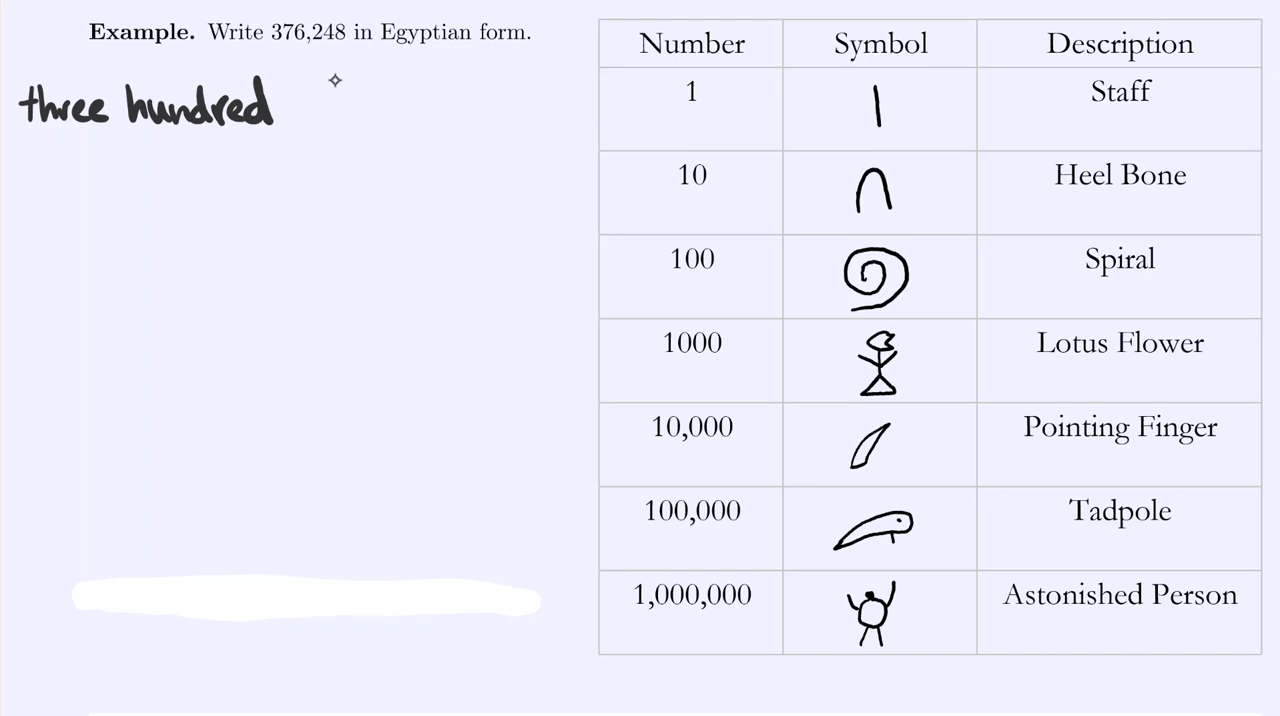 Example. Write 376,248 in Egyptian form.
three hundred
Number Symbol Description
1 Staff
10 Heel Bone
100 Spiral
1000 Lotus Flower
10,000 Pointing Finger
100,000 Tadpole
1,000,000 Astonished Person